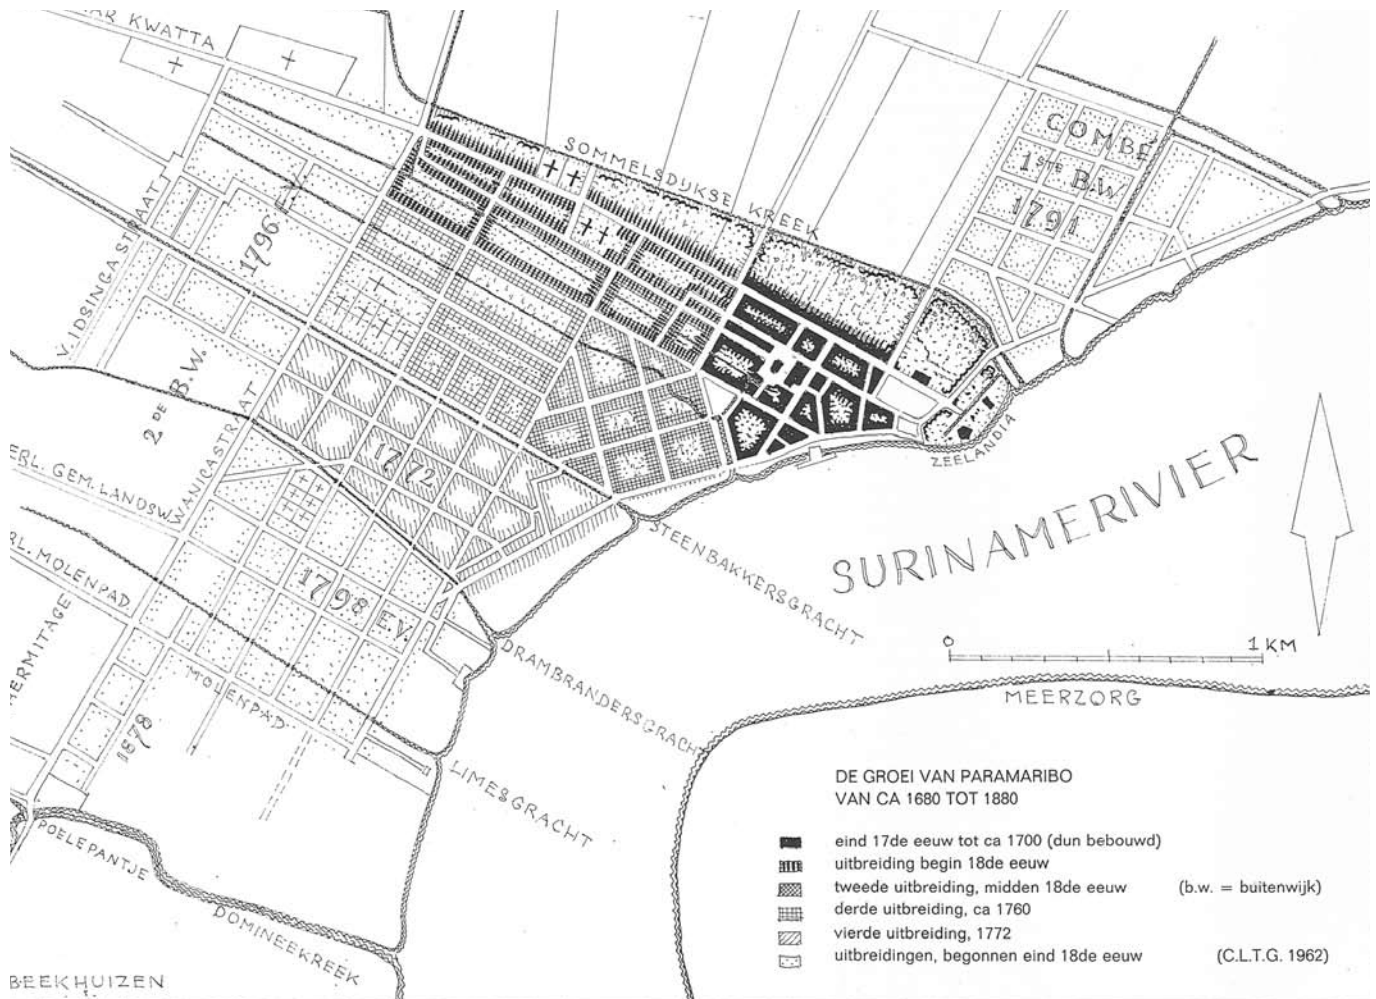 KWATTA
SOMMELSDIJKSE KREEK
COMBÉ
1STE B.W.
1791
1796
2DE B.W.
WANICASTRAAT
1772
ZEELANDIA
SURINAMERIVIER
GEM. LANDSW.
MOLENPAD
1798 E.V.
HERMITAGE
MOLENPAD
1878
STEENBAKKERSGRACHT
DRAMBRANDERSGRACHT
LIMESGRACHT
0 1 KM
MEERZORG
POELEPANTJE
DOMINEEKREEK
BEEKHUIZEN
DE GROEI VAN PARAMARIBO
VAN CA 1680 TOT 1880
eind 17de eeuw tot ca 1700 (dun bebouwd)
uitbreiding begin 18de eeuw
tweede uitbreiding, midden 18de eeuw (b.w. = buitenwijk)
derde uitbreiding, ca 1760
vierde uitbreiding, 1772
uitbreidingen, begonnen eind 18de eeuw (C.L.T.G. 1962)